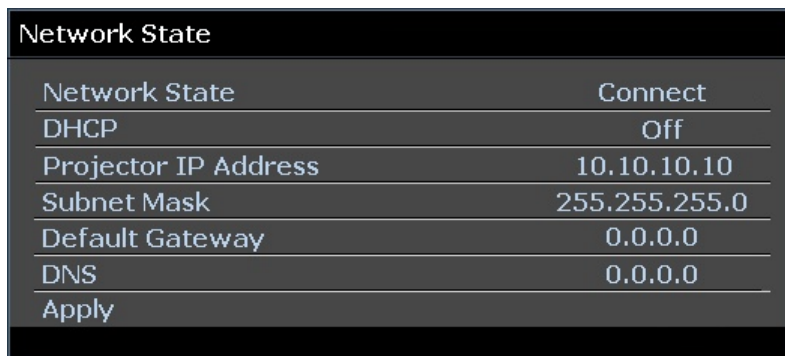 Network State
Network State Connect
DHCP Off
Projector IP Address 10.10.10.10
Subnet Mask 255.255.255.0
Default Gateway 0.0.0.0
DNS 0.0.0.0
Apply